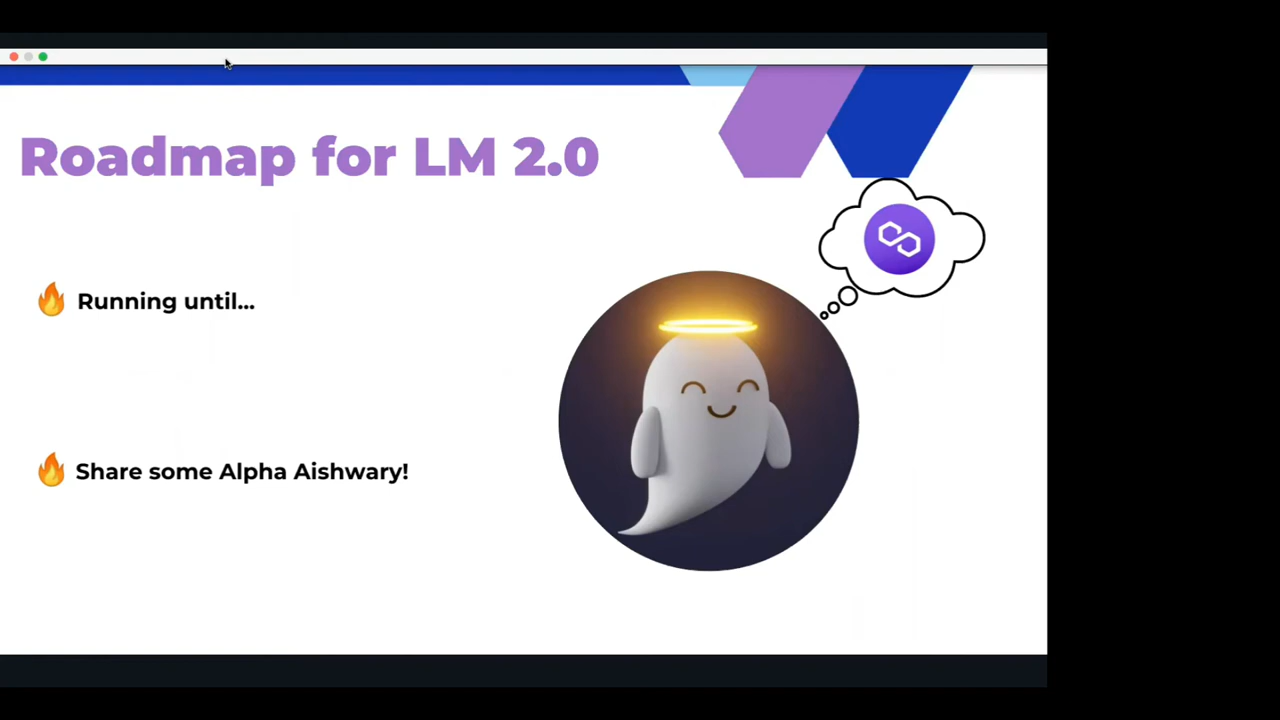 Roadmap for LM 2.0
🔥 Running until...
🔥 Share some Alpha Aishwary!